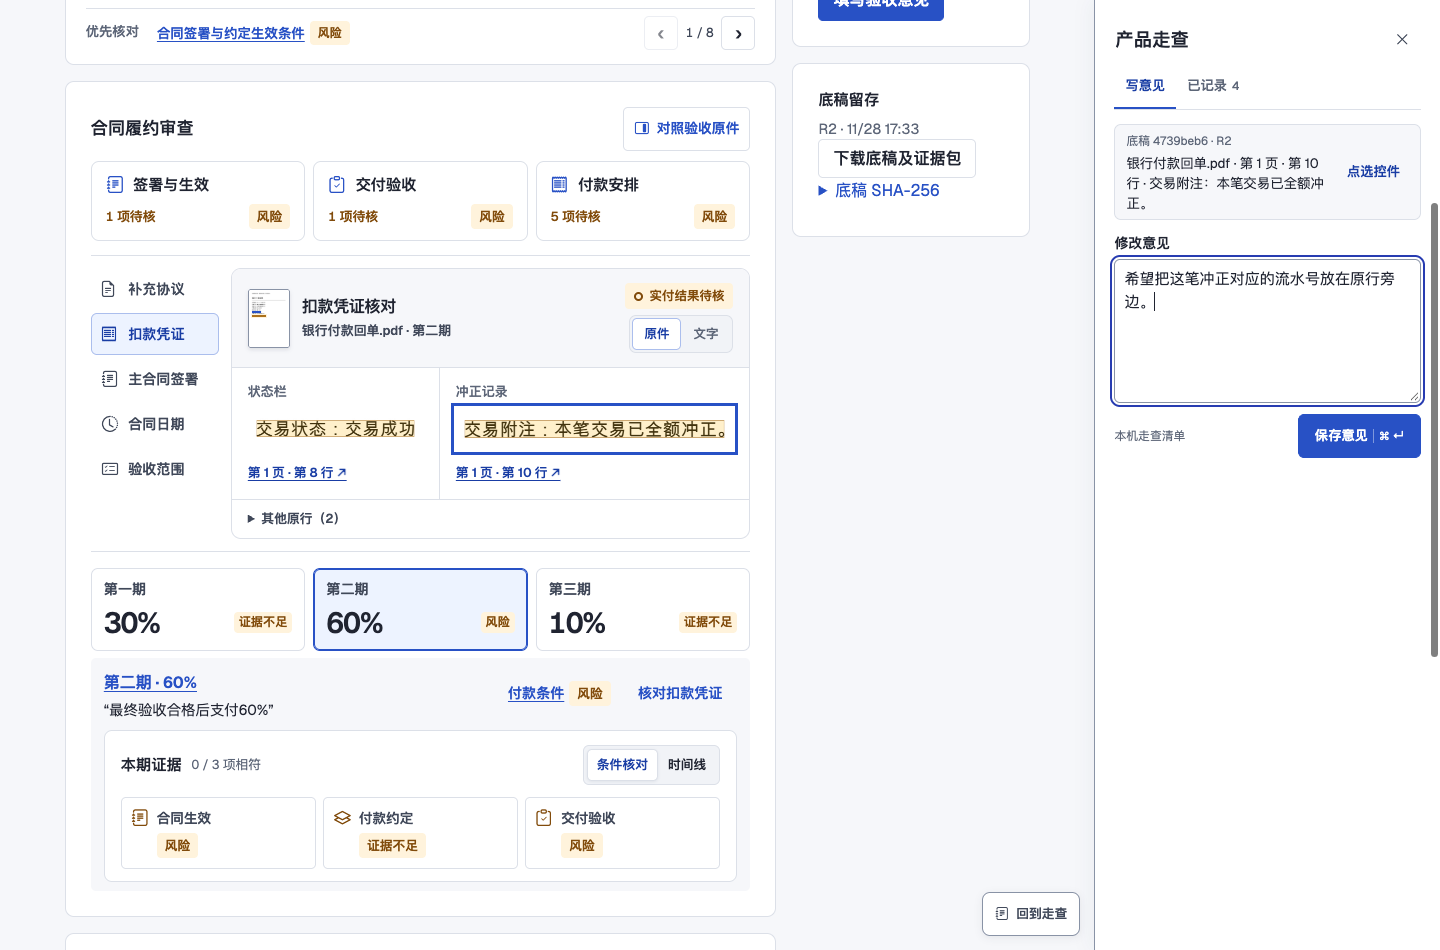 优先核对 合同签署与约定生效条件 风险 ‹ 1 / 8 ›
合同履约审查 对照验收原件
签署与生效
1 项待核 风险
交付验收
1 项待核 风险
付款安排
5 项待核 风险
补充协议
扣款凭证
主合同签署
合同日期
验收范围
扣款凭证核对
银行付款回单.pdf · 第二期
实付结果待核
原件 文字
状态栏
交易状态：交易成功
第 1 页 · 第 8 行 ↗
冲正记录
交易附注：本笔交易已全额冲正。
第 1 页 · 第 10 行 ↗
▶ 其他原行（2）
第一期
30% 证据不足
第二期
60% 风险
第三期
10% 证据不足
第二期 · 60%
“最终验收合格后支付60%”
付款条件 风险 核对扣款凭证
本期证据 0 / 3 项相符
条件核对 时间线
合同生效
风险
付款约定
证据不足
交付验收
风险
填写验收意见
底稿留存
R2 · 11/28 17:33
下载底稿及证据包
▶ 底稿 SHA-256
回到走查
产品走查 ×
写意见 已记录 4
底稿 4739beb6 · R2
银行付款回单.pdf · 第 1 页 · 第 10
行 · 交易附注：本笔交易已全额冲
正。
点选控件
修改意见
希望把这笔冲正对应的流水号放在原行旁
边。
本机走查清单 保存意见 ⌘ ↵